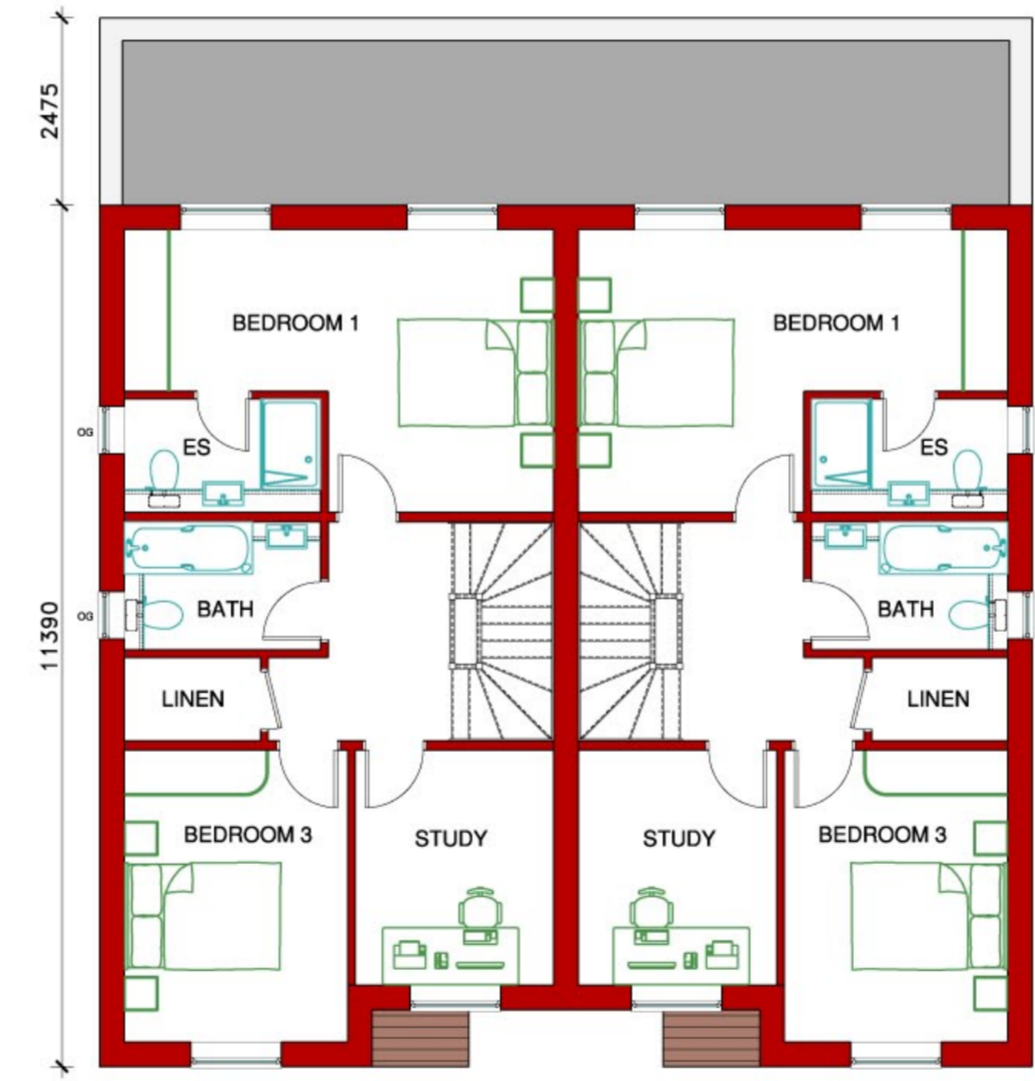 2475
BEDROOM 1
BEDROOM 1
OG
ES
ES
11390
OG
BATH
BATH
LINEN
LINEN
BEDROOM 3
STUDY
STUDY
BEDROOM 3